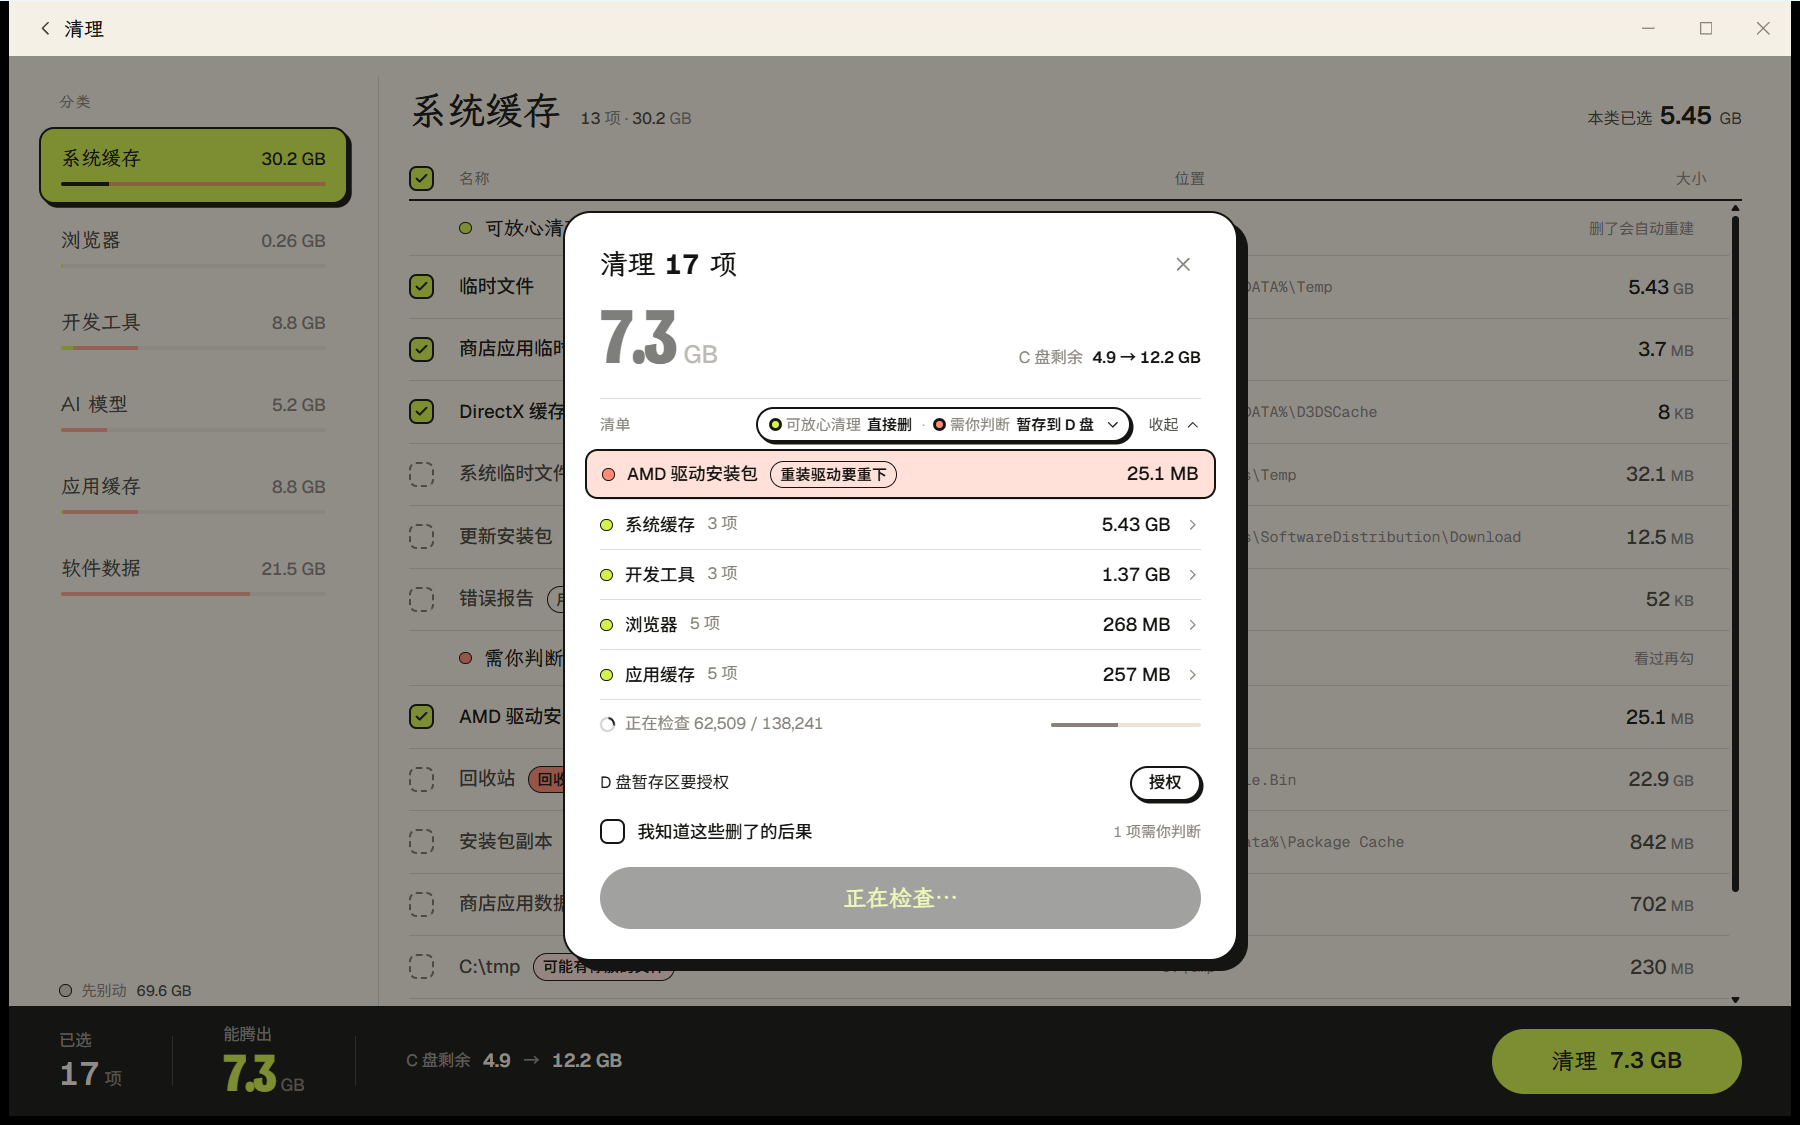 清理
分类
系统缓存 30.2 GB
浏览器 0.26 GB
开发工具 8.8 GB
AI 模型 5.2 GB
应用缓存 8.8 GB
软件数据 21.5 GB
先别动 69.6 GB
系统缓存 13 项 · 30.2 GB
本类已选 5.45 GB
名称 位置 大小
可放心清 删了会自动重建
临时文件 DATA%\Temp 5.43 GB
商店应用临时 3.7 MB
DirectX 缓存 DATA%\D3DSCache 8 KB
系统临时文件 s\Temp 32.1 MB
更新安装包 s\SoftwareDistribution\Download 12.5 MB
错误报告 52 KB
需你判断 看过再勾
AMD 驱动安 25.1 MB
回收站 回收 le.Bin 22.9 GB
安装包副本 ata%\Package Cache 842 MB
商店应用数据 702 MB
C:\tmp 230 MB
清理 17 项
7.3 GB
C 盘剩余 4.9 → 12.2 GB
清单 可放心清理 直接删 · 需你判断 暂存到 D 盘 收起
AMD 驱动安装包 重装驱动要重下 25.1 MB
系统缓存 3 项 5.43 GB
开发工具 3 项 1.37 GB
浏览器 5 项 268 MB
应用缓存 5 项 257 MB
正在检查 62,509 / 138,241
D 盘暂存区要授权 授权
我知道这些删了的后果 1 项需你判断
正在检查…
已选
17 项
能腾出
7.3 GB
C 盘剩余 4.9 → 12.2 GB
清理 7.3 GB